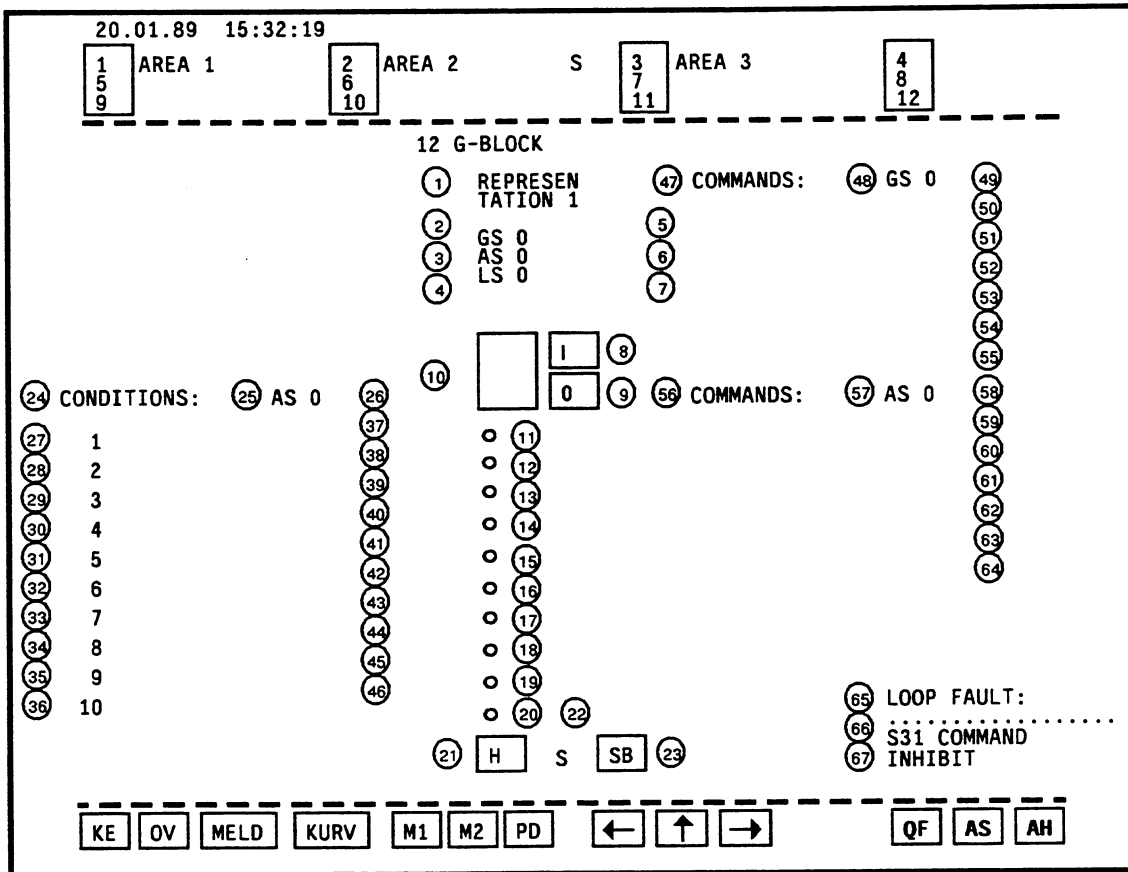 20.01.89 15:32:19
1 AREA 1 2 AREA 2 S 3 AREA 3 4
5 6 7 8
9 10 11 12
12 G-BLOCK
1 REPRESEN 47 COMMANDS: 48 GS 0 49
TATION 1 50
2 GS 0 5 51
3 AS 0 6 52
4 LS 0 7 53
54
I 8 55
10
24 CONDITIONS: 25 AS 0 26 0 9 56 COMMANDS: 57 AS 0 58
37 59
27 1 11
28 2 38 12 60
29 3 39 13 61
30 4 40 14 62
31 5 41 15 63
32 6 42 16 64
33 7 43 17
34 8 44 18
35 9 45 19
36 10 46 20 22
65 LOOP FAULT:
66 ..................
S31 COMMAND
67 INHIBIT
21 H S SB 23
KE OV MELD KURV M1 M2 PD ← ↑ → QF AS AH